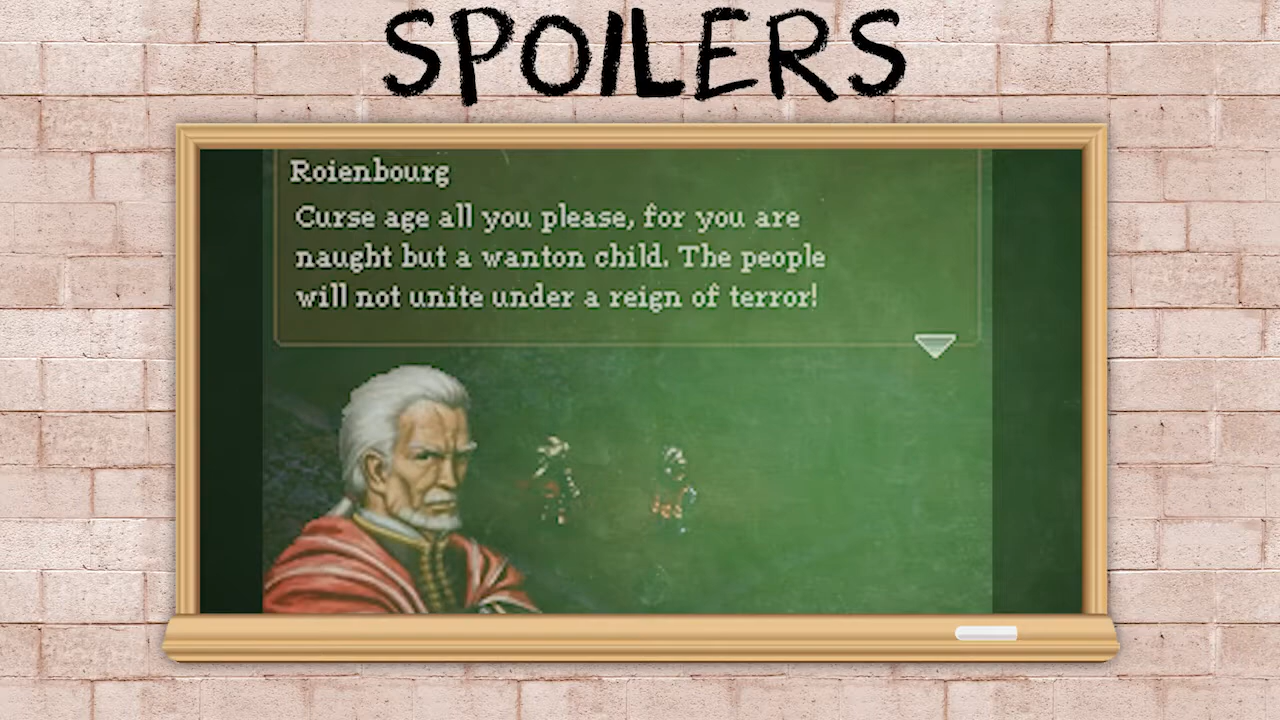 SPOILERS
Roienbourg
Curse age all you please, for you are
naught but a wanton child. The people
will not unite under a reign of terror!